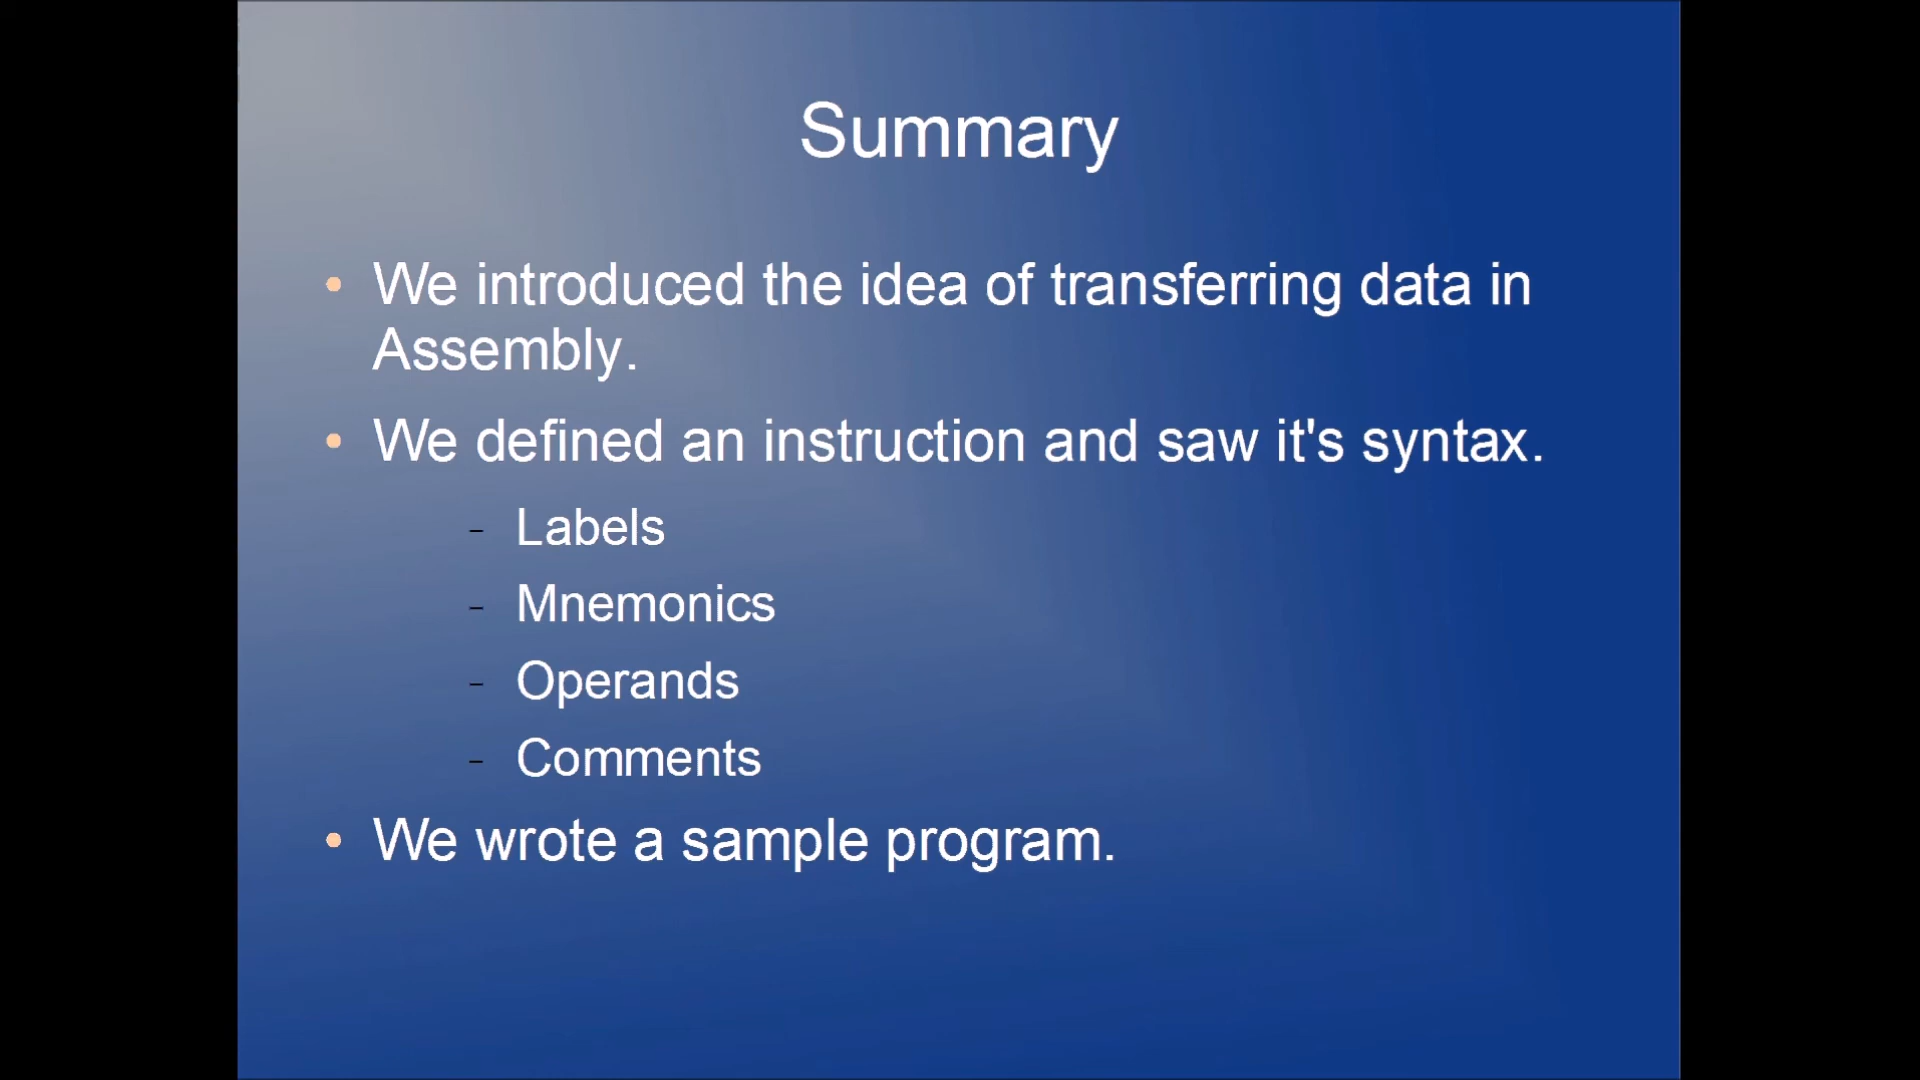 Summary
• We introduced the idea of transferring data in
Assembly.
• We defined an instruction and saw it's syntax.
– Labels
– Mnemonics
– Operands
– Comments
• We wrote a sample program.